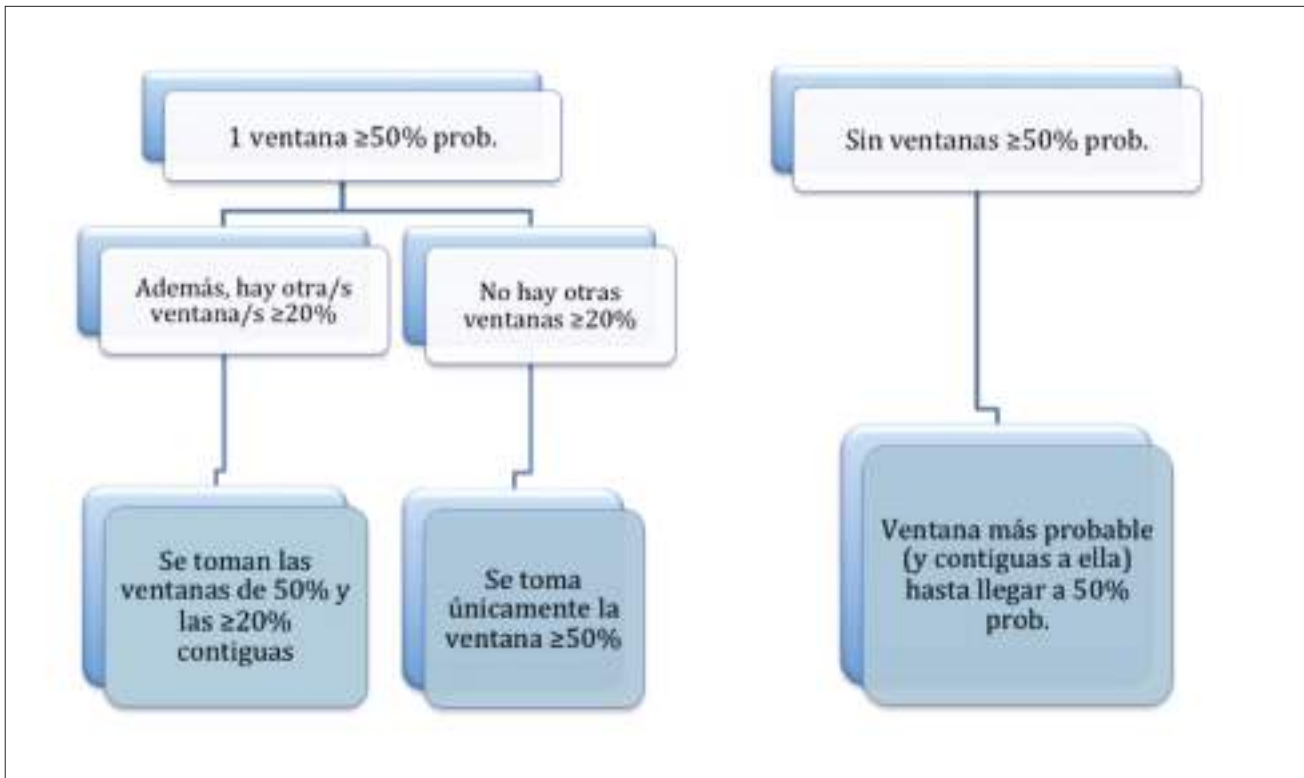 1 ventana ≥50% prob.
Sin ventanas ≥50% prob.
Además, hay otra/s
ventana/s ≥20%
No hay otras
ventanas ≥20%
Se toman las
ventanas de 50% y
las ≥20%
contiguas
Se toma
únicamente la
ventana ≥50%
Ventana más probable
(y contiguas a ella)
hasta llegar a 50%
prob.